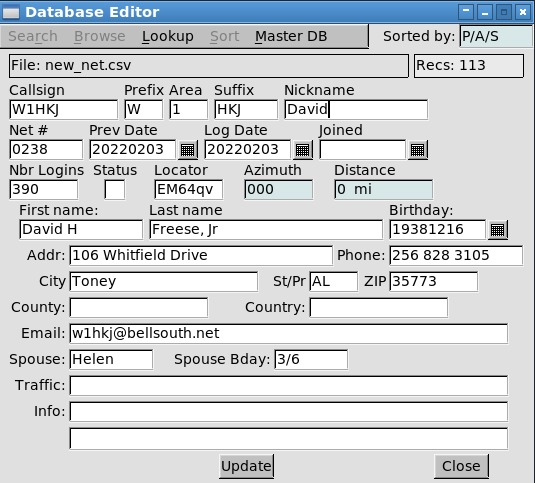 Database Editor
Search Browse Lookup Sort Master DB Sorted by: P/A/S
File: new_net.csv Recs: 113
Callsign Prefix Area Suffix Nickname
W1HKJ W 1 HKJ David
Net # Prev Date Log Date Joined
0238 20220203 20220203
Nbr Logins Status Locator Azimuth Distance
390 EM64qv 000 0 mi
First name: Last name Birthday:
David H Freese, Jr 19381216
Addr: 106 Whitfield Drive Phone: 256 828 3105
City Toney St/Pr AL ZIP 35773
County: Country:
Email: w1hkj@bellsouth.net
Spouse: Helen Spouse Bday: 3/6
Traffic:
Info:
Update Close